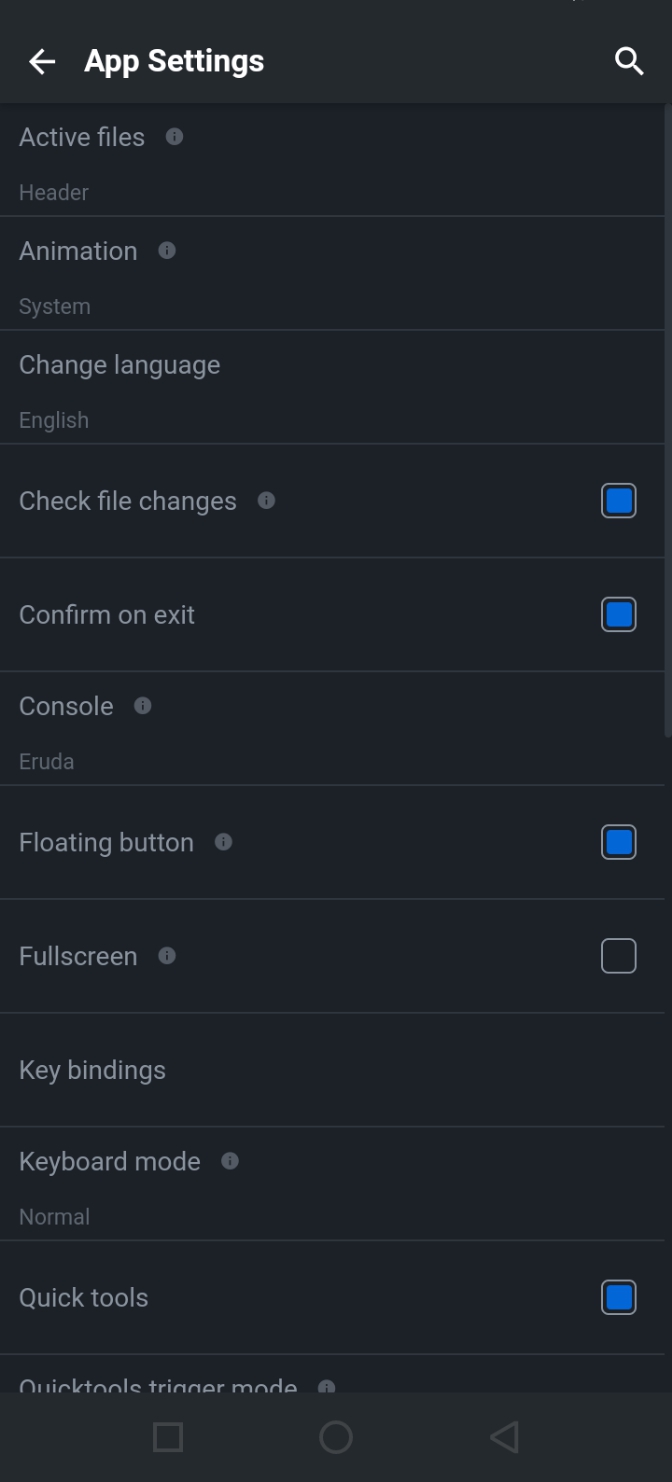 App Settings
Active files
Header
Animation
System
Change language
English
Check file changes
Confirm on exit
Console
Eruda
Floating button
Fullscreen
Key bindings
Keyboard mode
Normal
Quick tools
Quicktools trigger mode